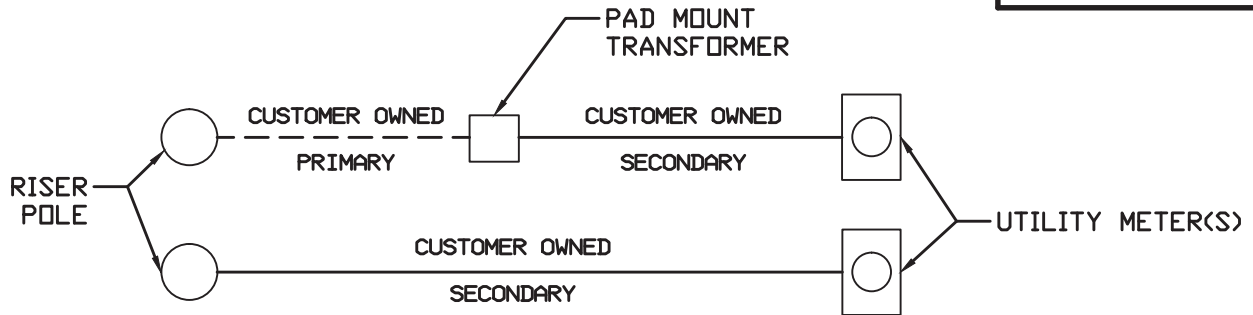 PAD MOUNT
TRANSFORMER
CUSTOMER OWNED
PRIMARY
CUSTOMER OWNED
SECONDARY
RISER
POLE
UTILITY METER(S)
CUSTOMER OWNED
SECONDARY